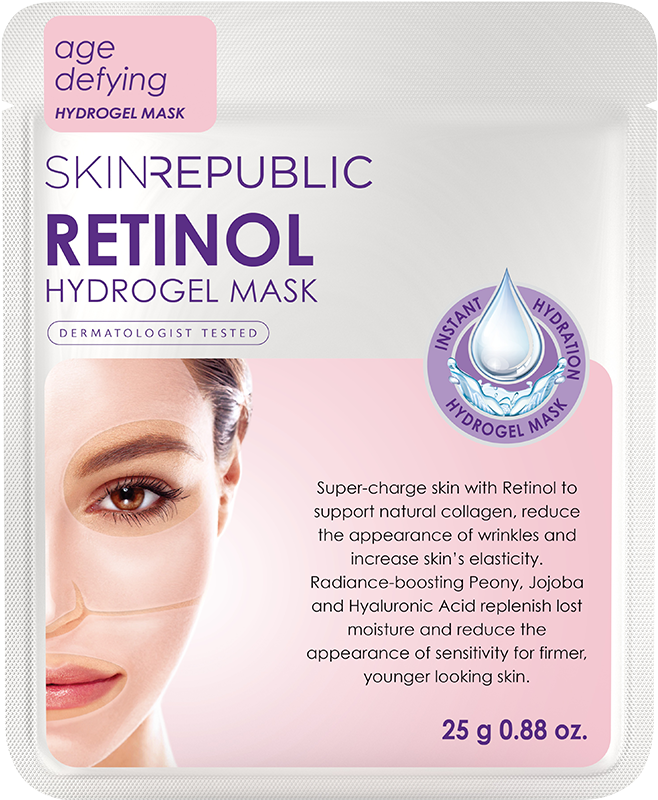 age
defying
HYDROGEL MASK
SKINREPUBLIC
RETINOL
HYDROGEL MASK
DERMATOLOGIST TESTED
INSTANT HYDRATION
HYDROGEL MASK
Super-charge skin with Retinol to
support natural collagen, reduce
the appearance of wrinkles and
increase skin's elasticity.
Radiance-boosting Peony, Jojoba
and Hyaluronic Acid replenish lost
moisture and reduce the
appearance of sensitivity for firmer,
younger looking skin.
25 g 0.88 oz.